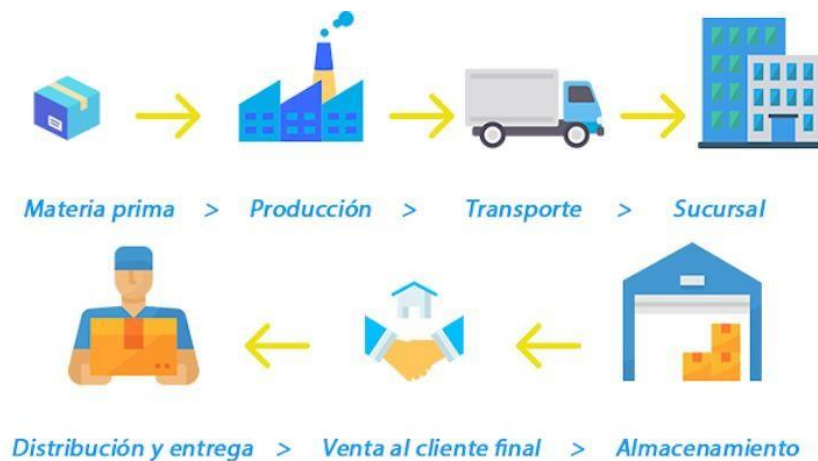 Materia prima > Producción > Transporte > Sucursal
Distribución y entrega > Venta al cliente final > Almacenamiento